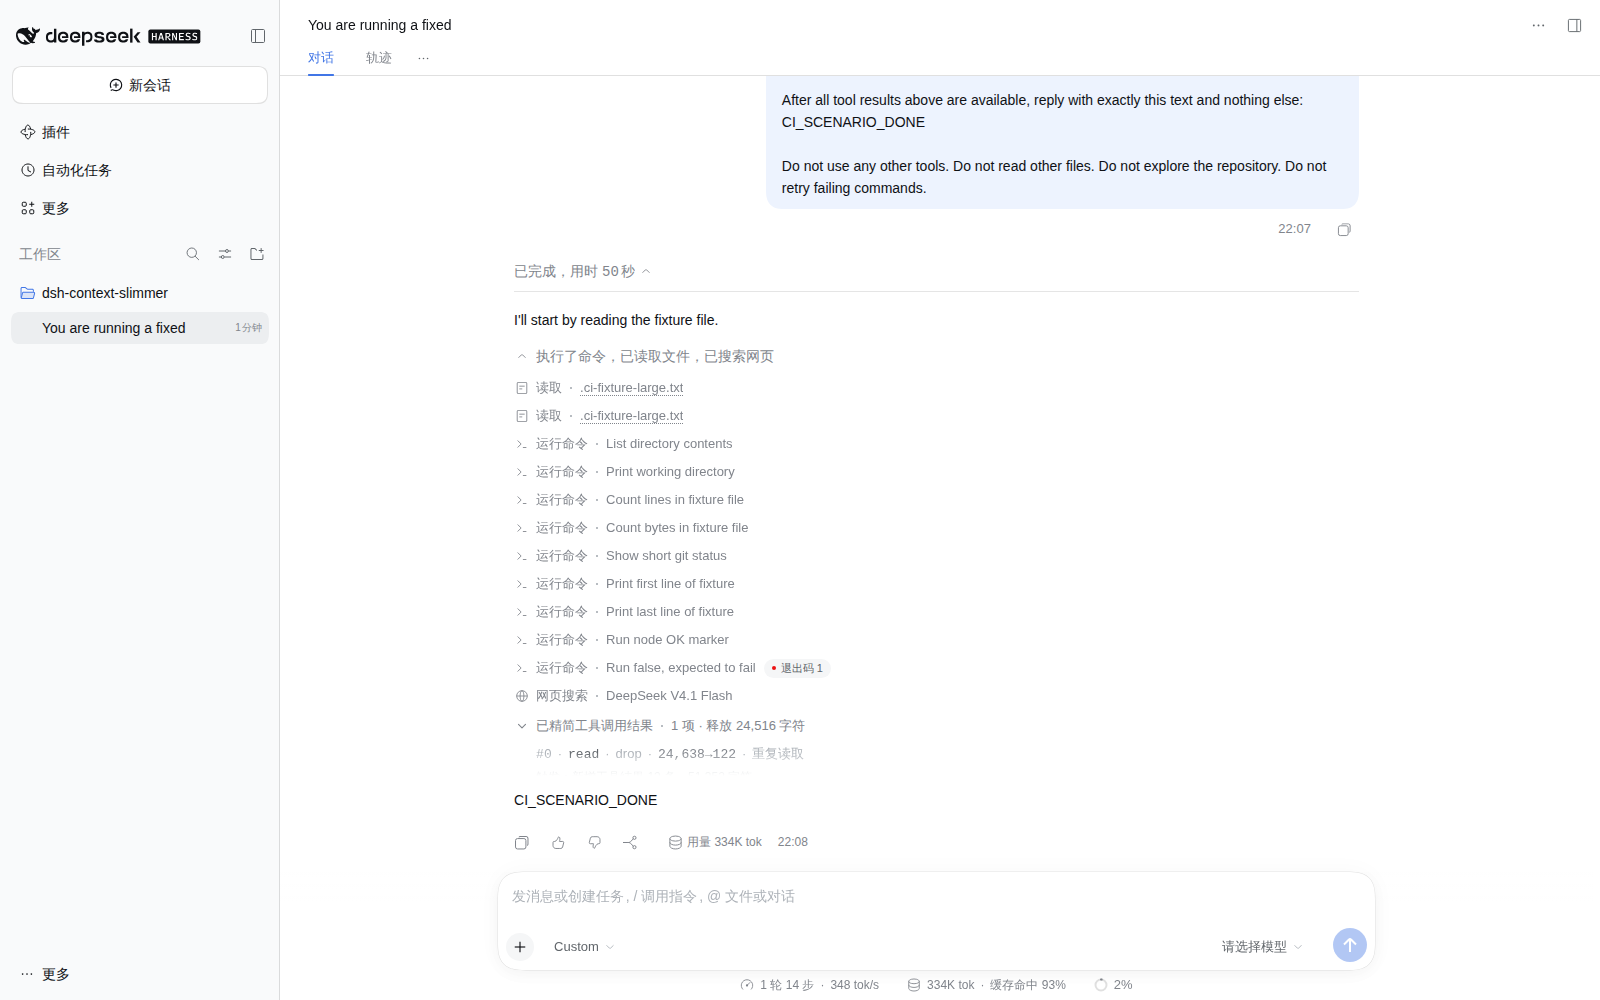 deepseek HARNESS
新会话
插件
自动化任务
更多
工作区
dsh-context-slimmer
You are running a fixed 1分钟
··· 更多
You are running a fixed
对话 轨迹 ···
After all tool results above are available, reply with exactly this text and nothing else:
CI_SCENARIO_DONE
Do not use any other tools. Do not read other files. Do not explore the repository. Do not
retry failing commands.
22:07
已完成，用时 50秒
I'll start by reading the fixture file.
执行了命令，已读取文件，已搜索网页
读取 · .ci-fixture-large.txt
读取 · .ci-fixture-large.txt
运行命令 · List directory contents
运行命令 · Print working directory
运行命令 · Count lines in fixture file
运行命令 · Count bytes in fixture file
运行命令 · Show short git status
运行命令 · Print first line of fixture
运行命令 · Print last line of fixture
运行命令 · Run node OK marker
运行命令 · Run false, expected to fail 退出码 1
网页搜索 · DeepSeek V4.1 Flash
已精简工具调用结果 · 1 项 · 释放 24,516 字符
#0 · read · drop · 24,638→122 · 重复读取
CI_SCENARIO_DONE
用量 334K tok 22:08
发消息或创建任务, / 调用指令, @ 文件或对话
Custom 请选择模型
1 轮 14 步 · 348 tok/s 334K tok · 缓存命中 93% 2%